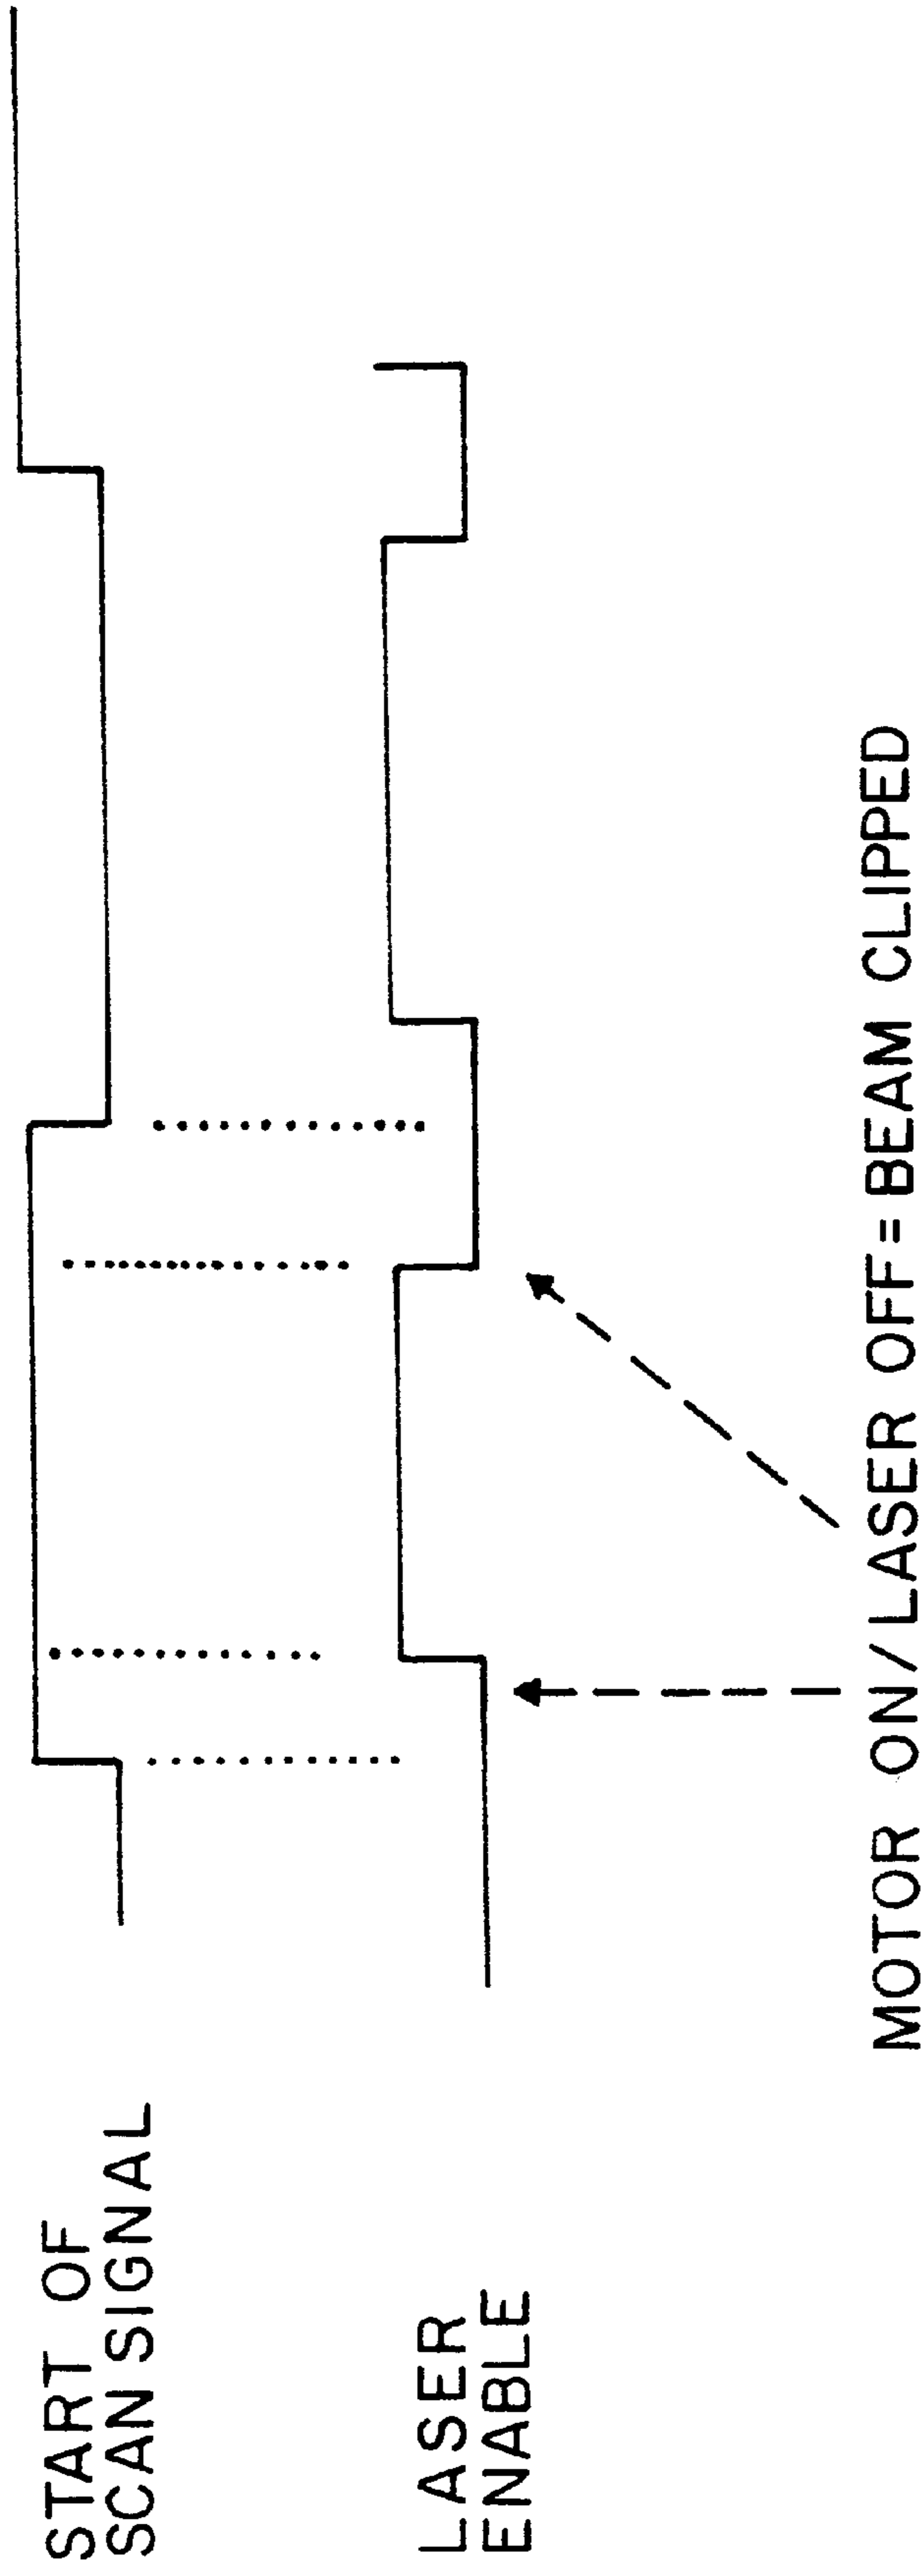 START OF
SCAN SIGNAL
LASER
ENABLE
MOTOR ON/LASER OFF = BEAM CLIPPED